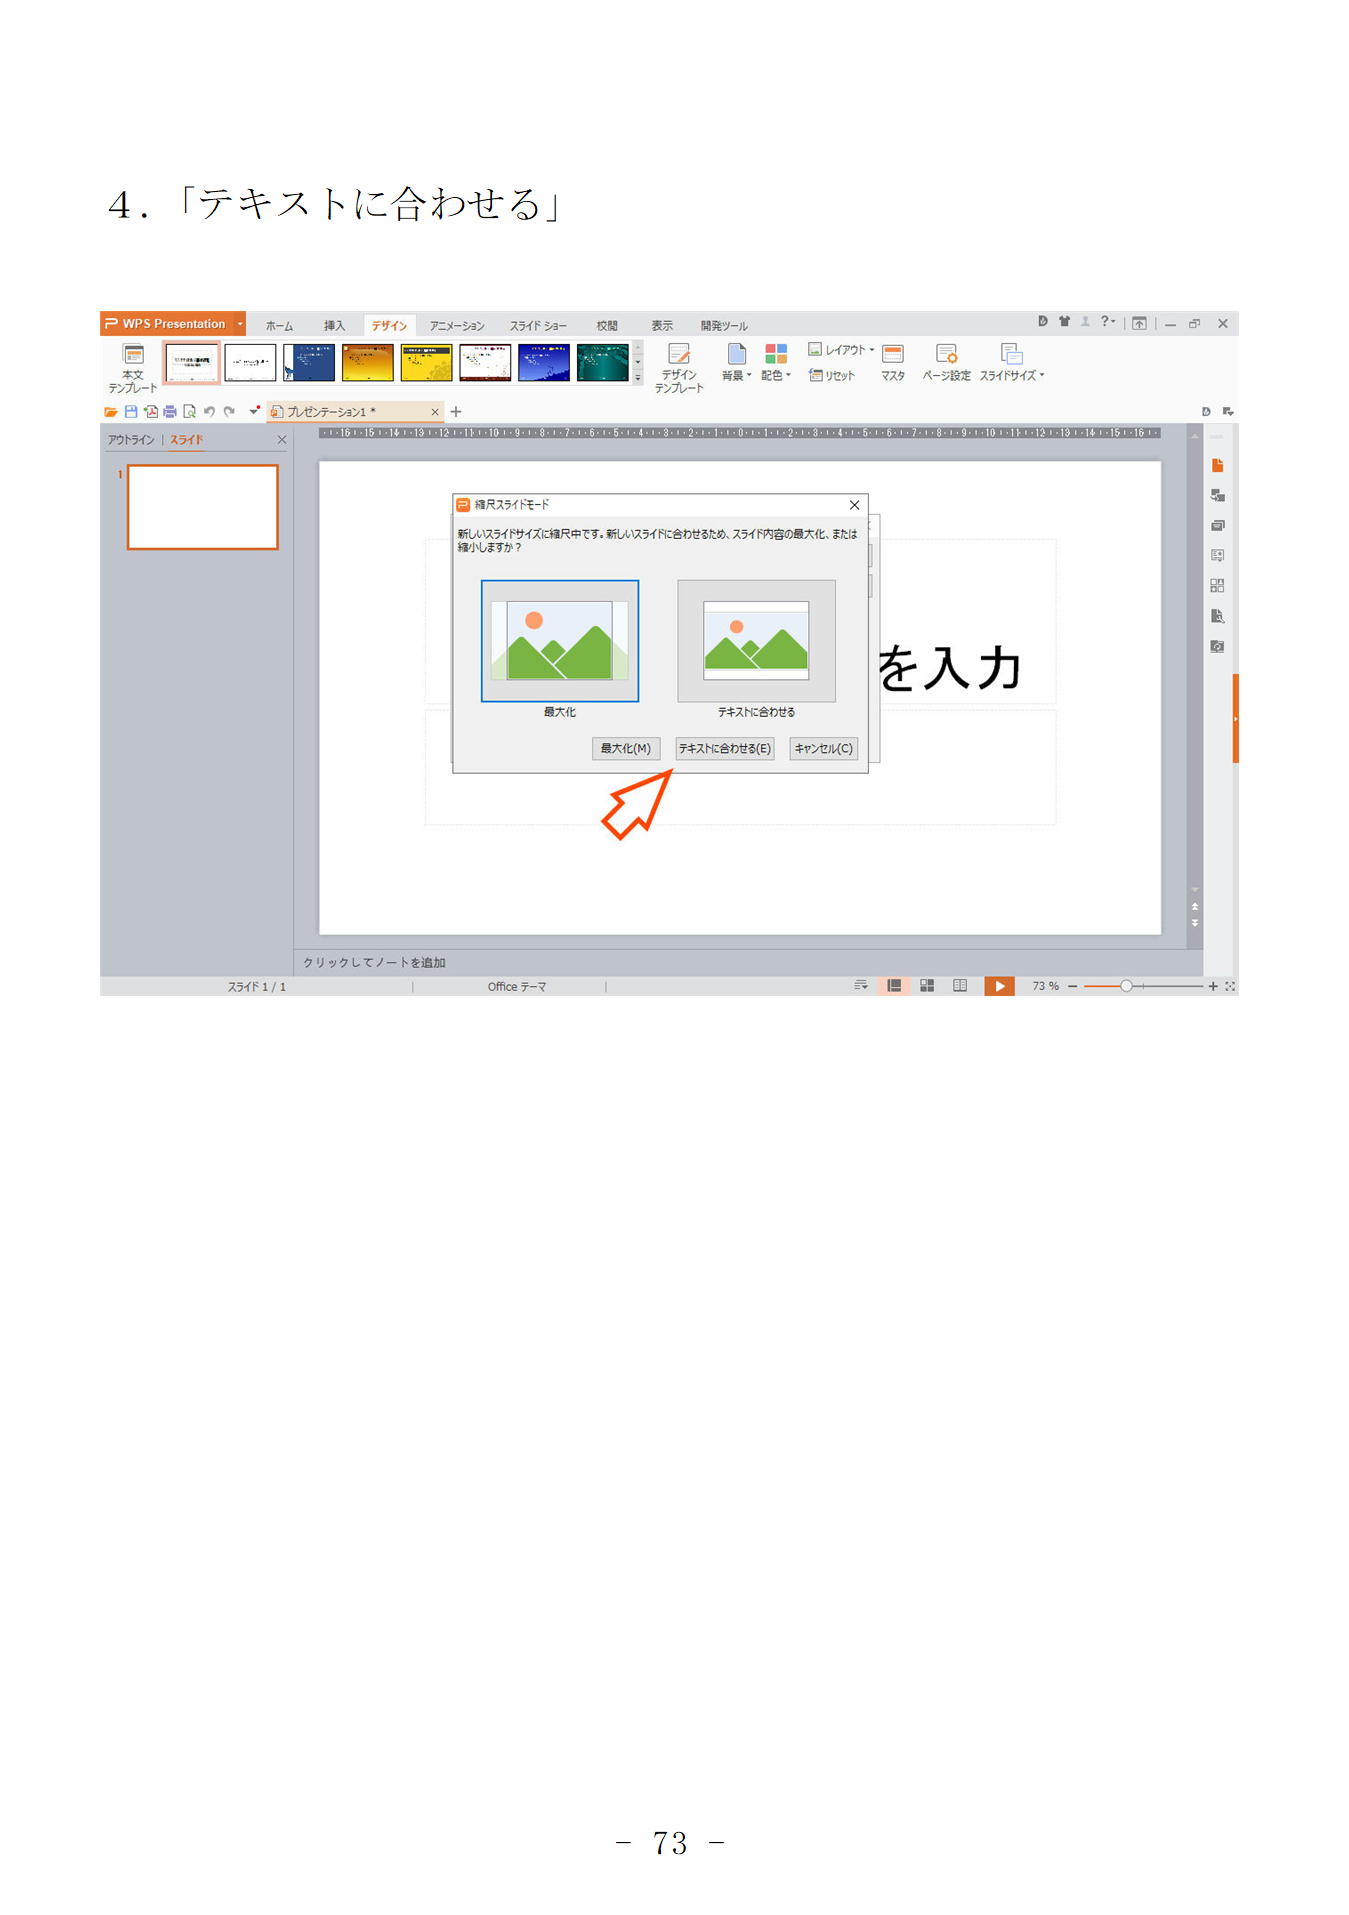 ４．「テキストに合わせる」
WPS Presentation
ホーム 挿入 デザイン アニメーション スライド ショー 校閲 表示 開発ツール
本文
テンプレート
デザイン
テンプレート
背景
配色
レイアウト
リセット
マスタ
ページ設定
スライドサイズ
プレゼンテーション1 *
アウトライン スライド
1
縮尺スライドモード
新しいスライドサイズに縮尺中です。新しいスライドに合わせるため、スライド内容の最大化、または
縮小しますか？
最大化
テキストに合わせる
最大化(M) テキストに合わせる(E) キャンセル(C)
を入力
クリックしてノートを追加
スライド 1 / 1
Office テーマ
73 %
- 73 -